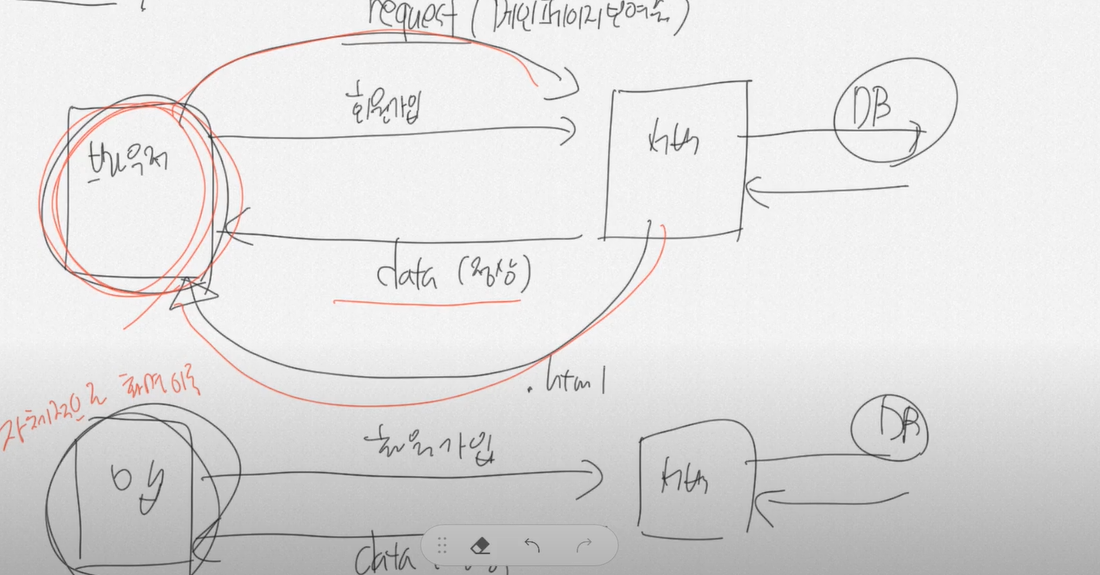 request (메인페이지 보여줘)
회원가입
DB
브라우저
서버
data (정상)
.html
자체적으로 화면이동
DB
회원가입
앱
서버
data